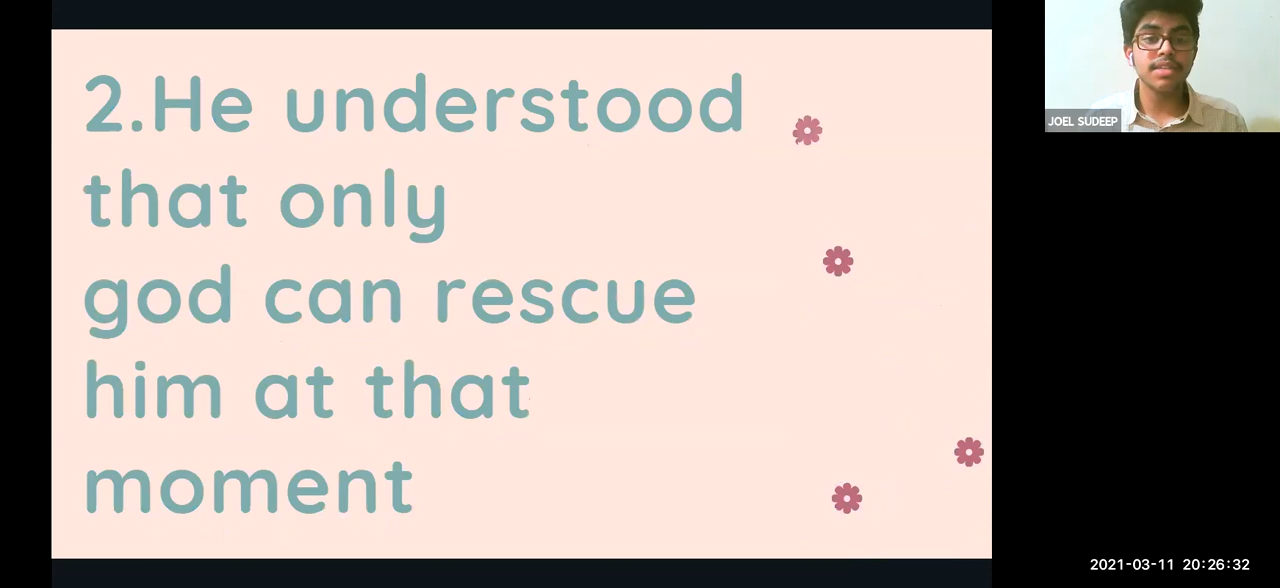 2.He understood
that only
god can rescue
him at that
moment
JOEL SUDEEP
2021-03-11 20:26:32